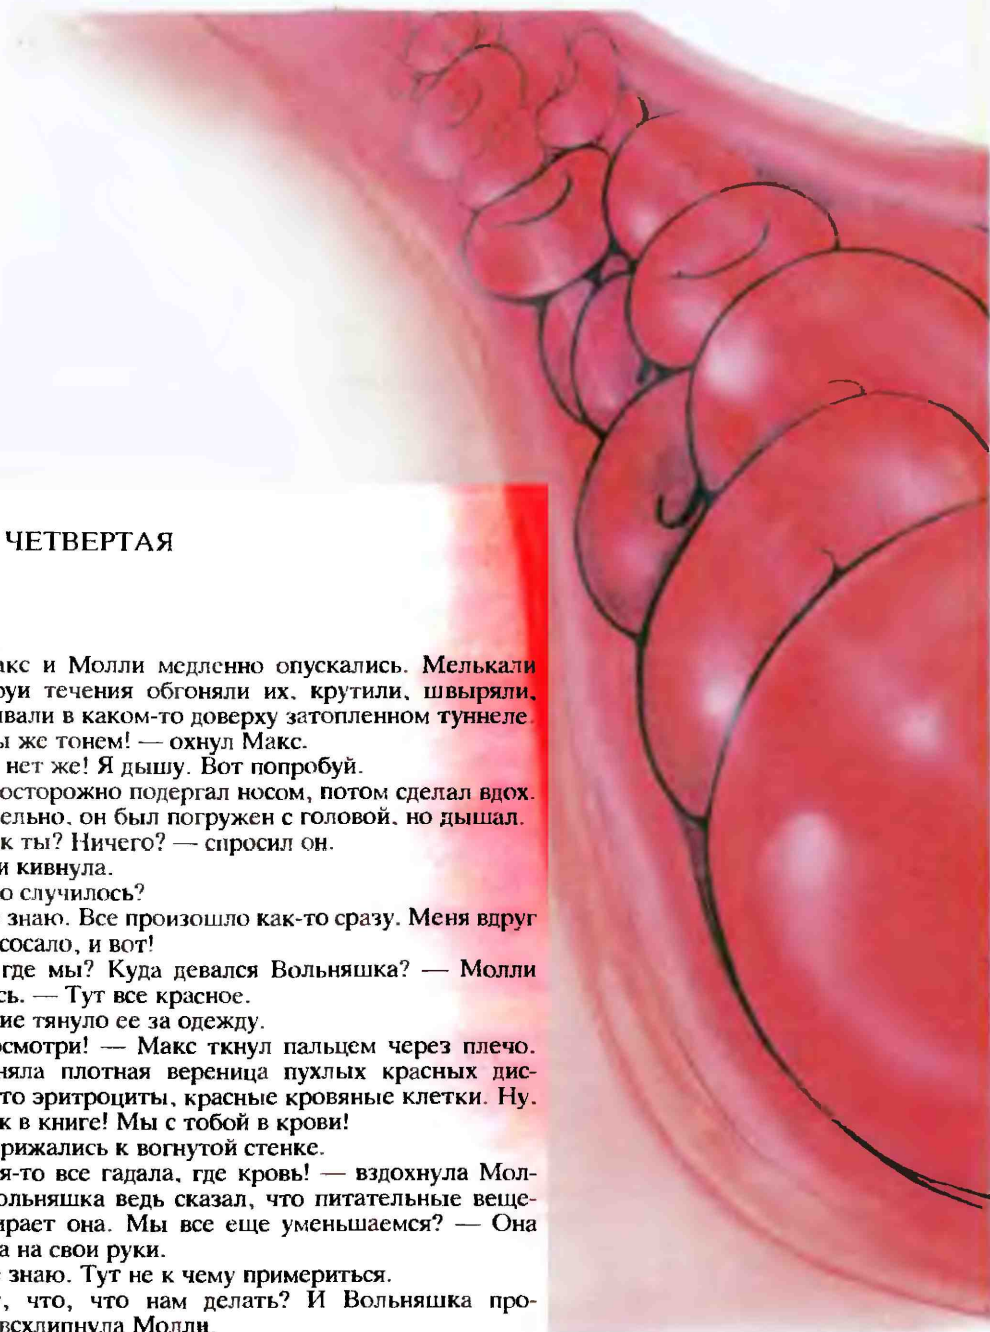 ЧЕТВЕРТАЯ
акс и Молли медленно опускались. Мелькали
руи течения обгоняли их, крутили, швыряли,
ивали в каком-то доверху затопленном туннеле.
ы же тонем! — охнул Макс.
нет же! Я дышу. Вот попробуй.
осторожно подергал носом, потом сделал вдох.
ельно, он был погружен с головой, но дышал.
к ты? Ничего? — спросил он.
и кивнула.
о случилось?
знаю. Все произошло как-то сразу. Меня вдруг
сосало, и вот!
где мы? Куда девался Вольняшка? — Молли
сь. — Тут все красное.
ие тянуло ее за одежду.
осмотри! — Макс ткнул пальцем через плечо.
няла плотная вереница пухлых красных дис-
то эритроциты, красные кровяные клетки. Ну,
к в книге! Мы с тобой в крови!
рижались к вогнутой стенке.
я-то все гадала, где кровь! — вздохнула Мол-
ольняшка ведь сказал, что питательные веще-
ирает она. Мы все еще уменьшаемся? — Она
а на свои руки.
знаю. Тут не к чему примериться.
, что, что нам делать? И Вольняшка про-
всхлипнула Молли.